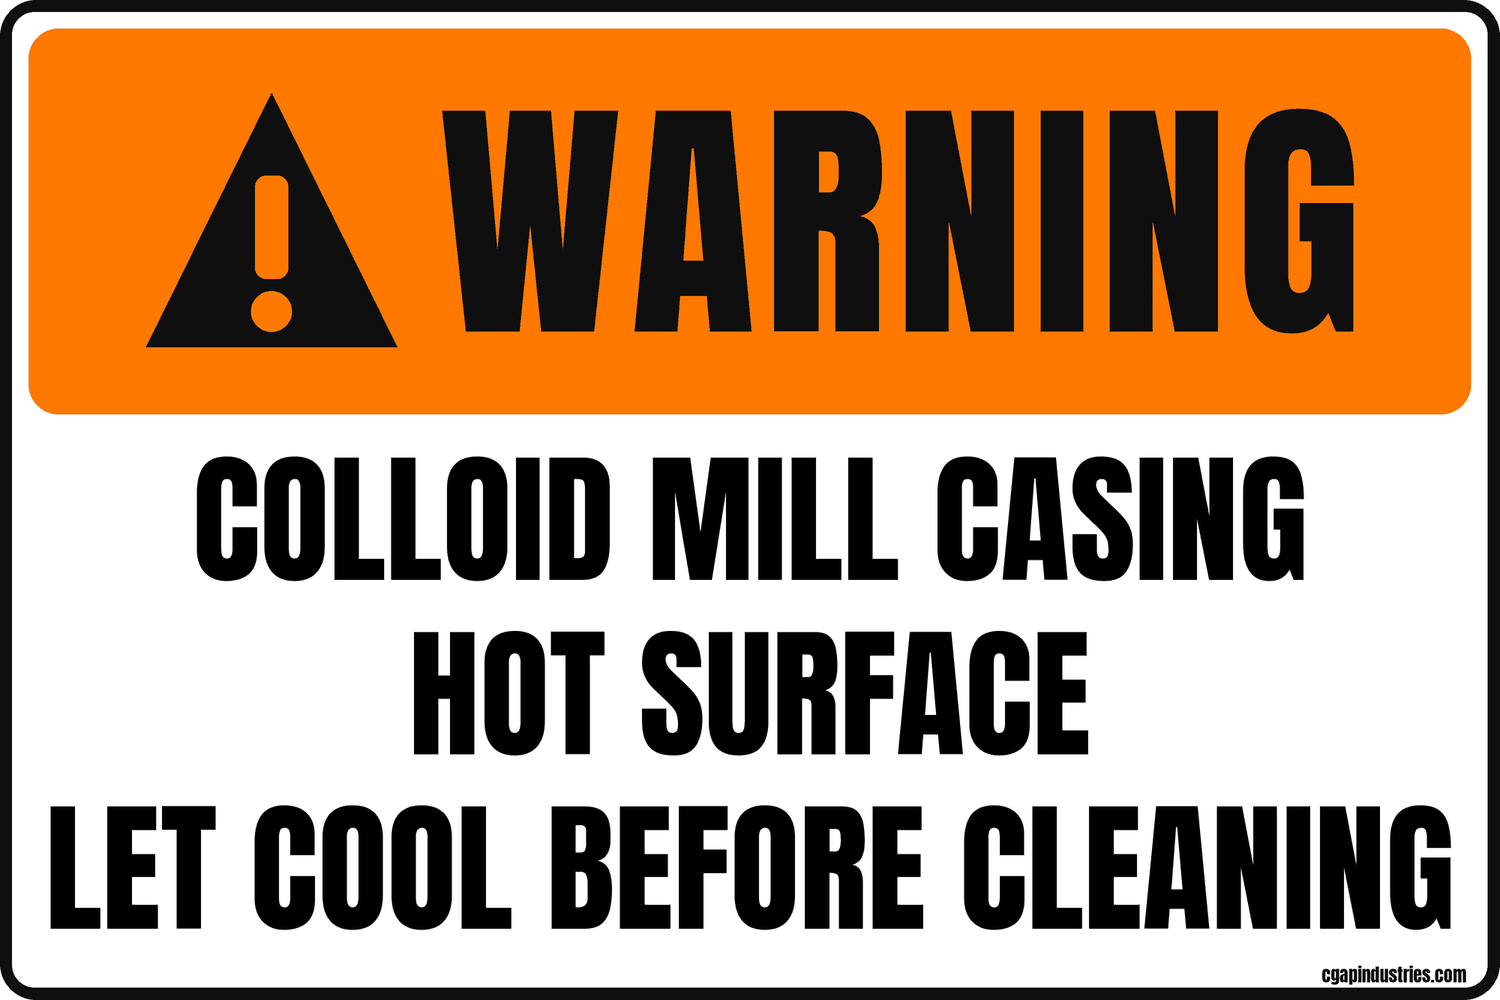 WARNING
COLLOID MILL CASING
HOT SURFACE
LET COOL BEFORE CLEANING
cgapindustries.com